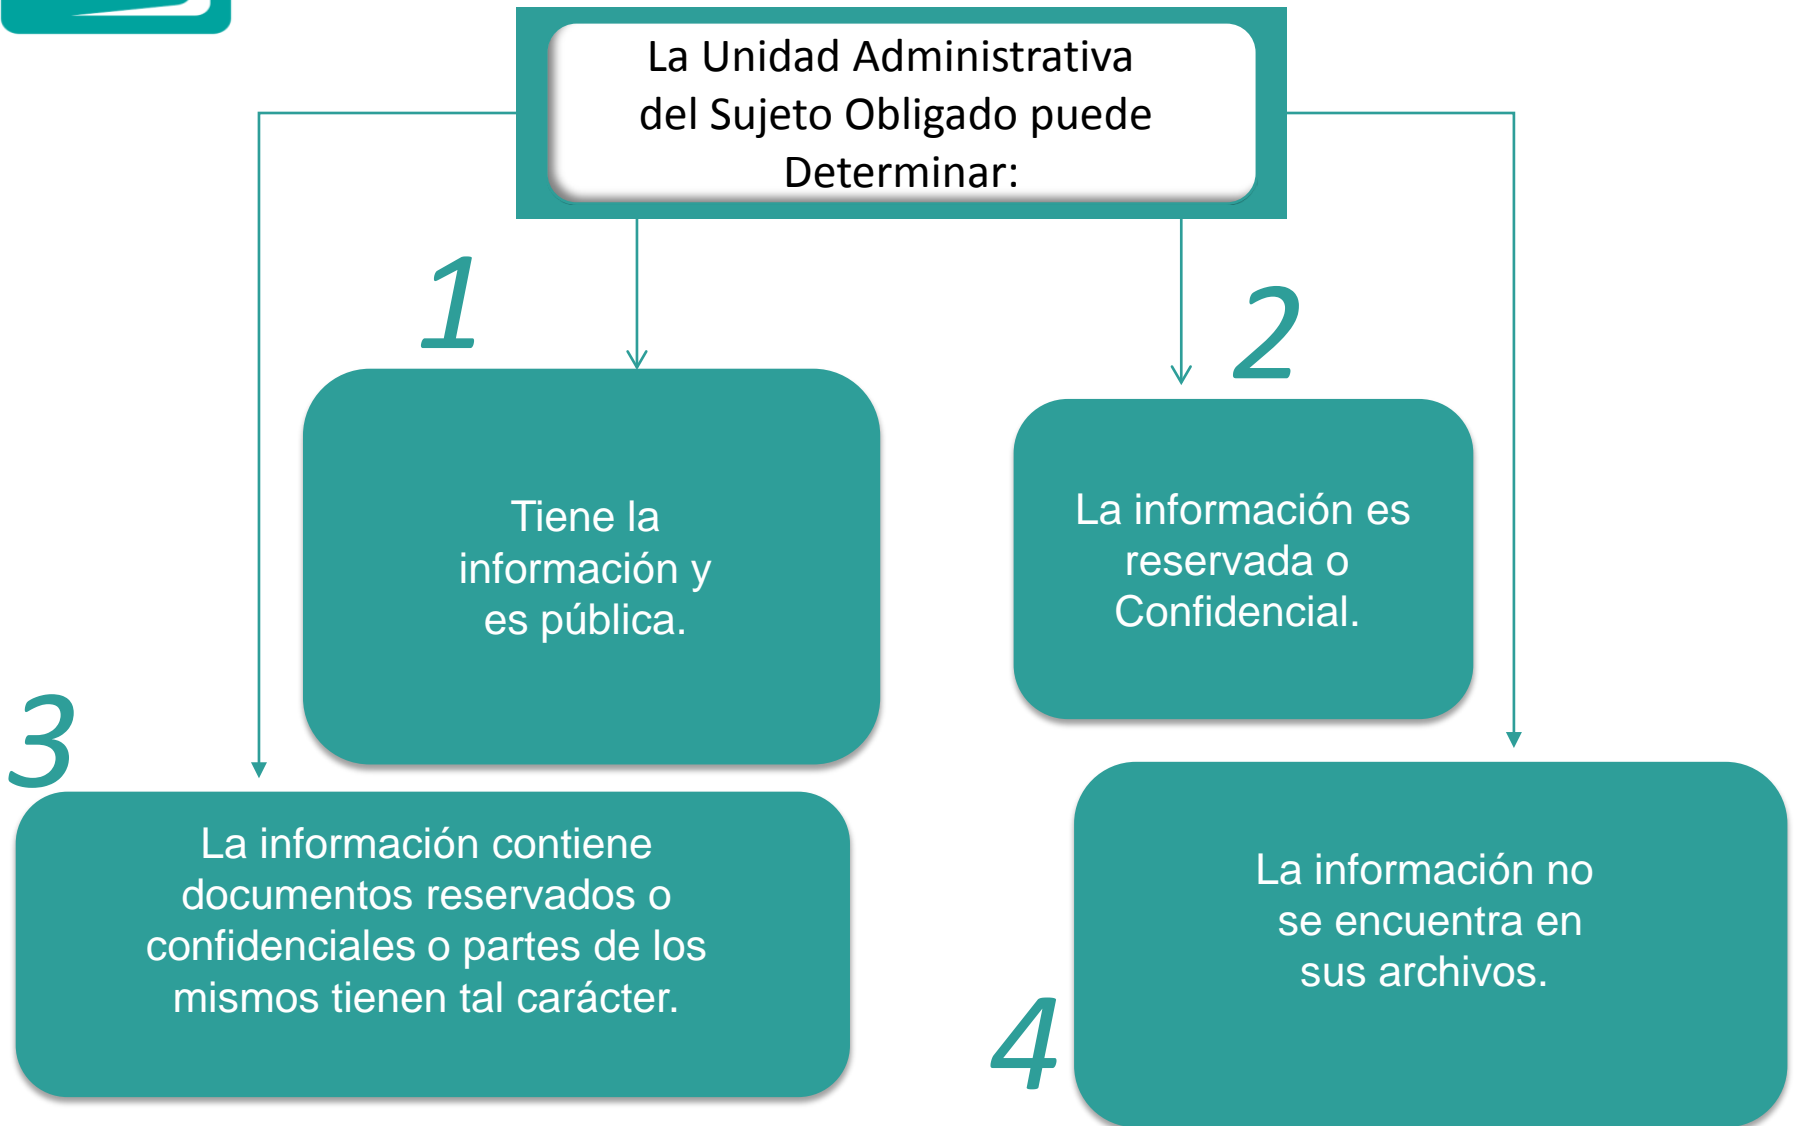 La Unidad Administrativa
del Sujeto Obligado puede
Determinar:
1
Tiene la
información y
es pública.
2
La información es
reservada o
Confidencial.
3
La información contiene
documentos reservados o
confidenciales o partes de los
mismos tienen tal carácter.
4
La información no
se encuentra en
sus archivos.